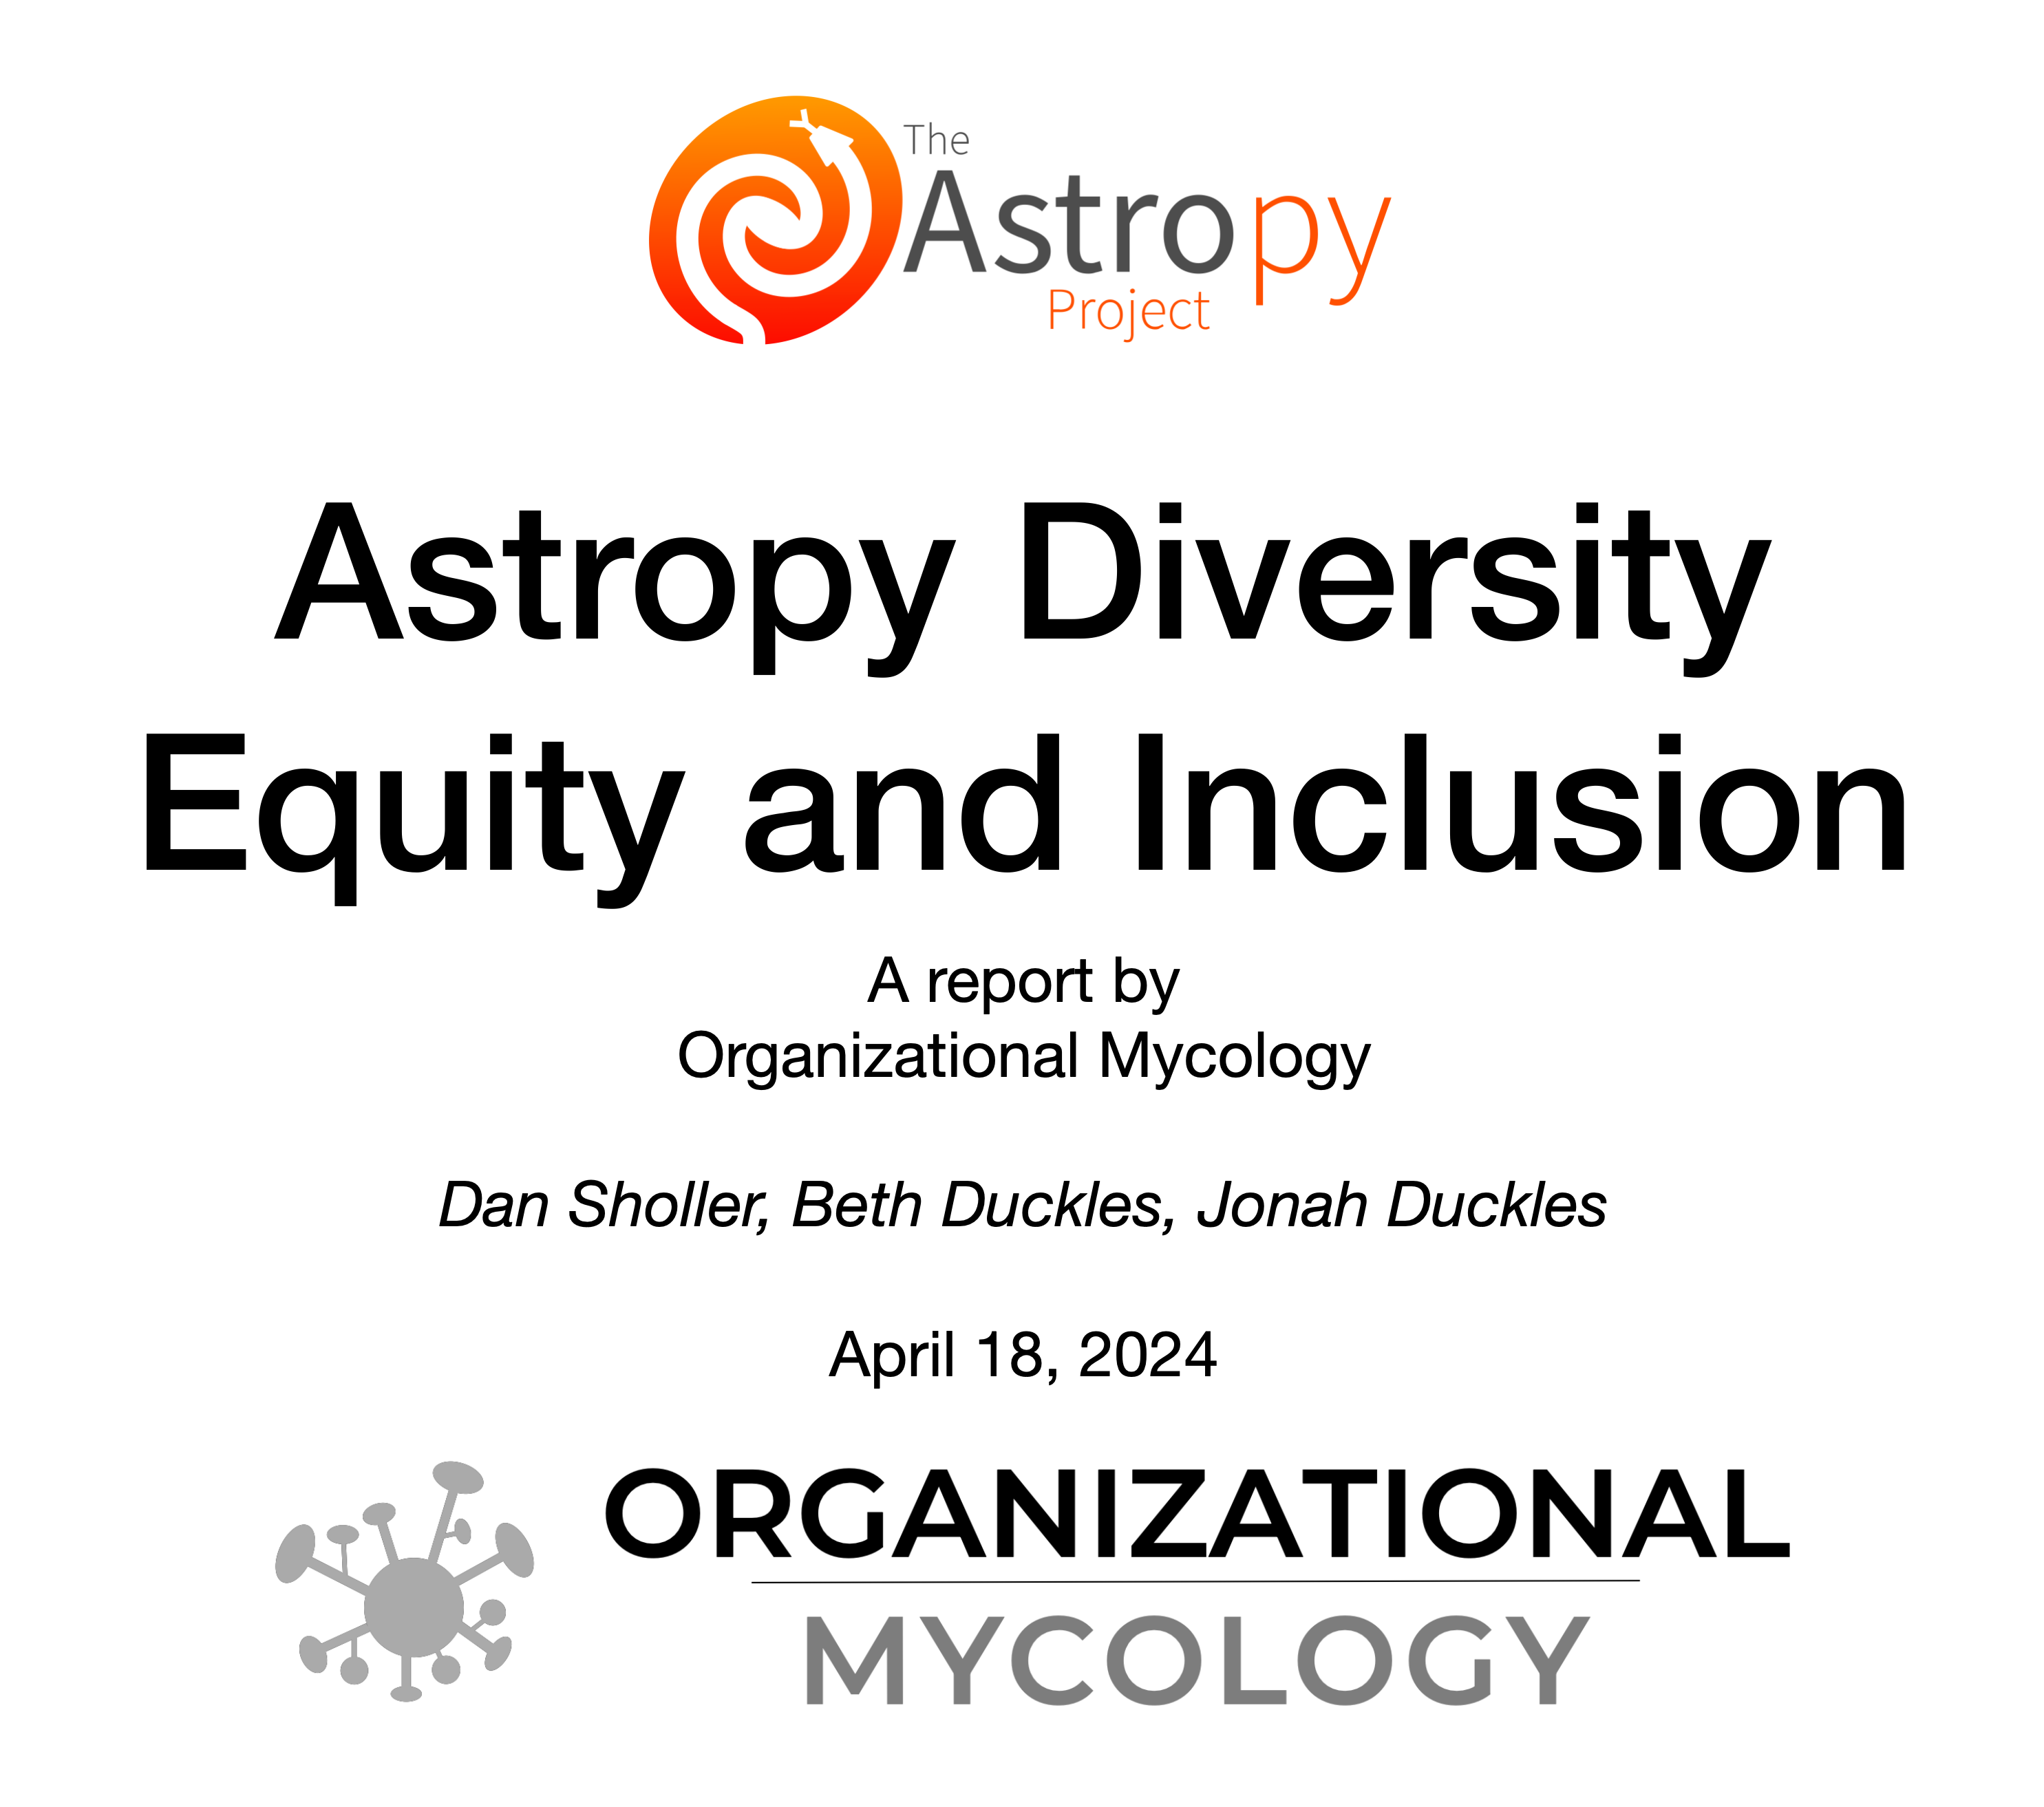 The
Astropy
Project
Astropy Diversity
Equity and Inclusion
A report by
Organizational Mycology
Dan Sholler, Beth Duckles, Jonah Duckles
April 18, 2024
ORGANIZATIONAL
MYCOLOGY